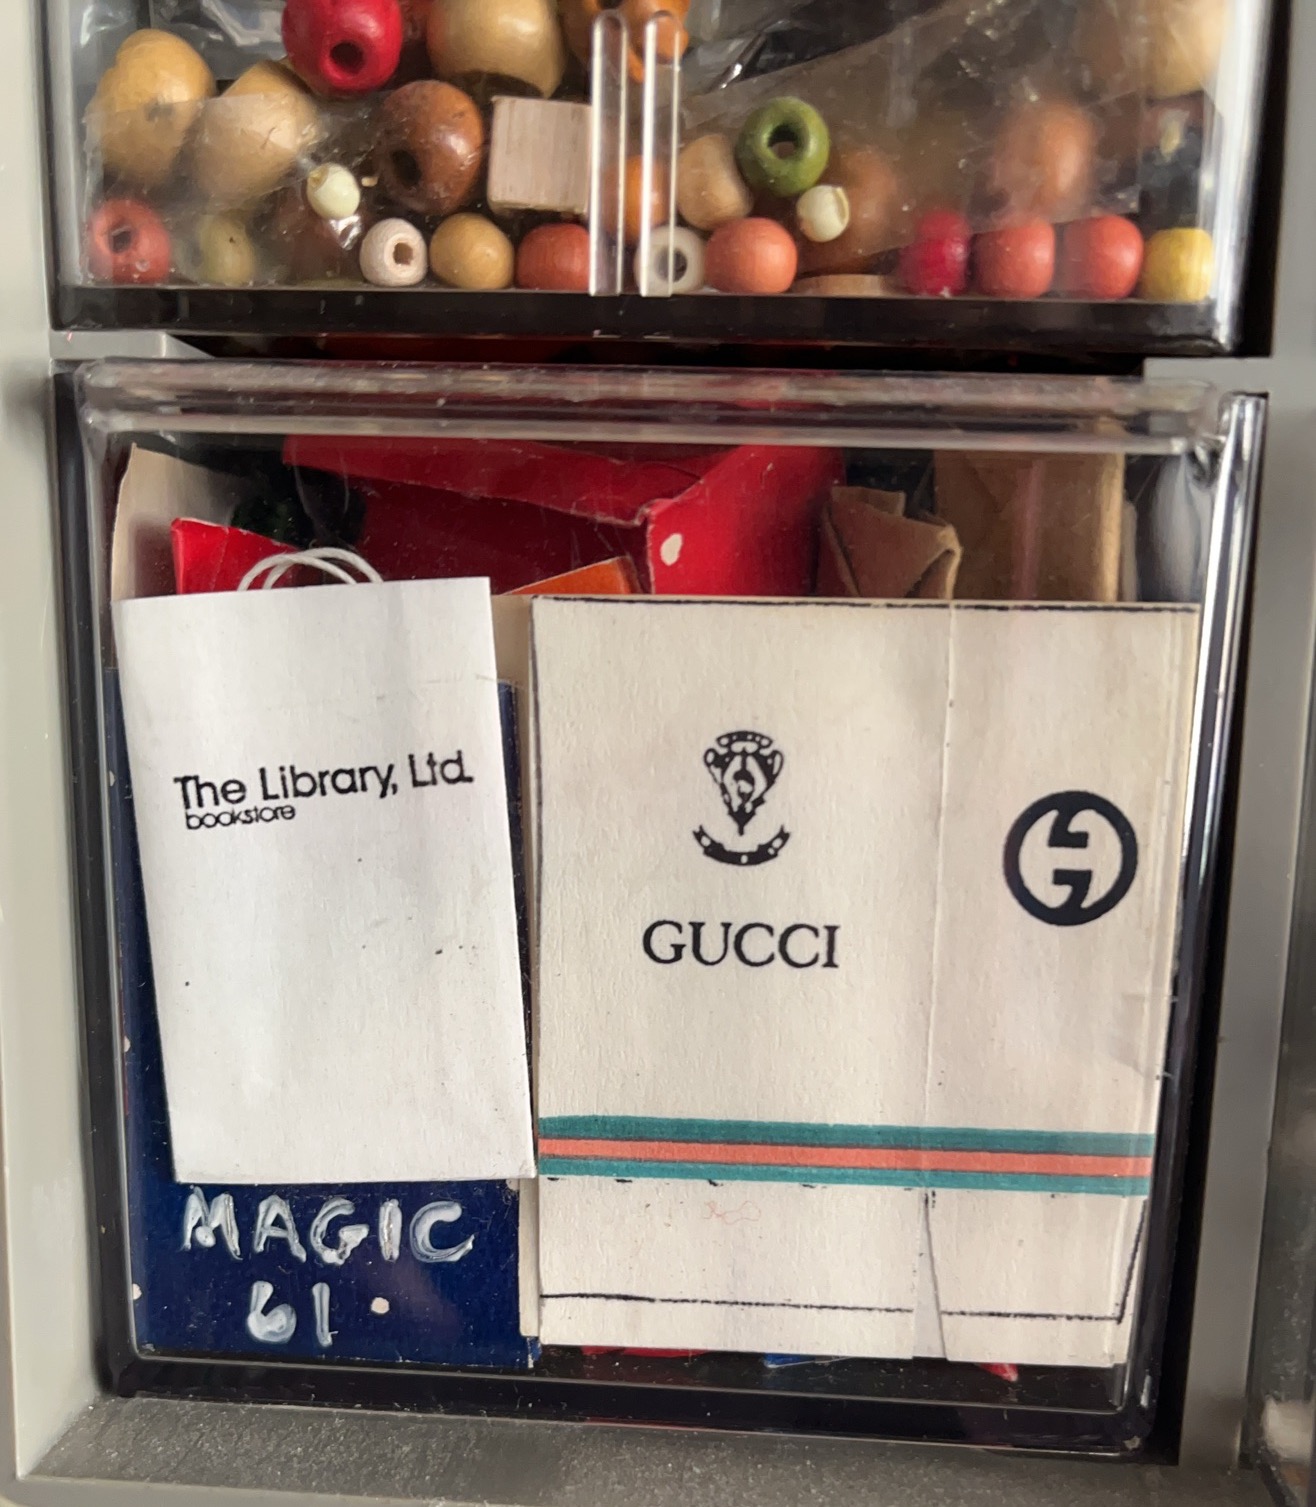 The Library, Ltd.
bookstore
GUCCI
MAGIC
61